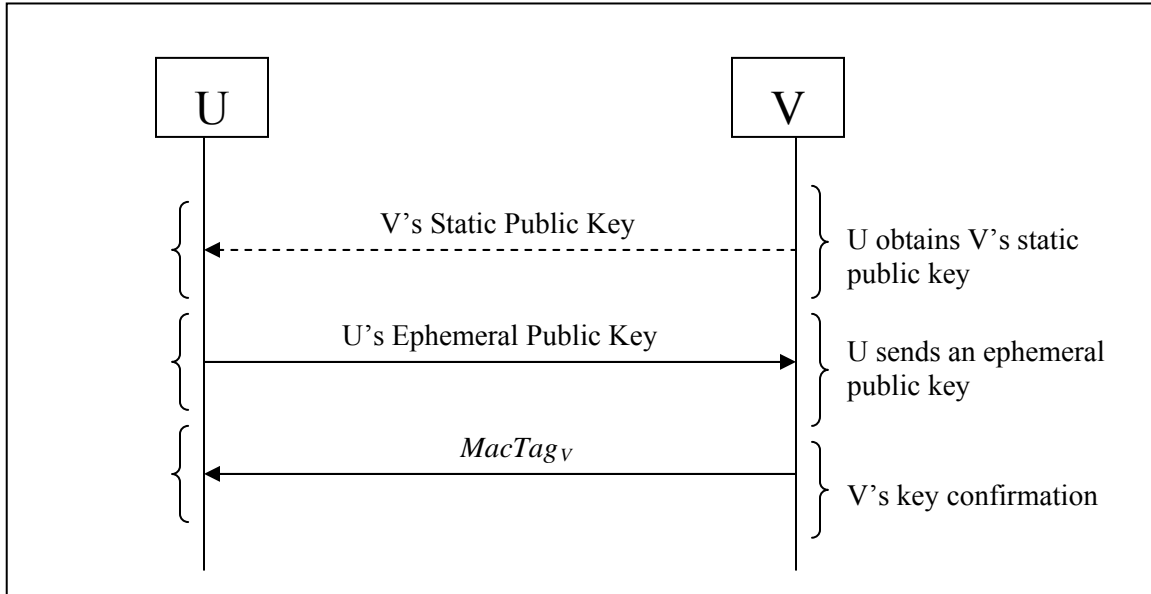 U
V
V’s Static Public Key
U obtains V’s static
public key
U’s Ephemeral Public Key
U sends an ephemeral
public key
MacTagV
V’s key confirmation